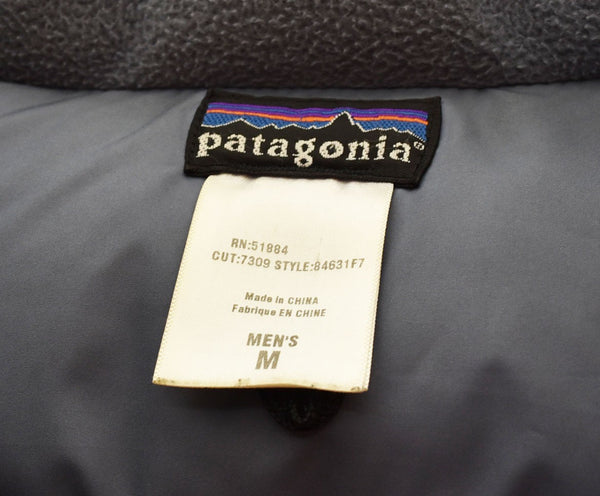 patagonia®
RN:51884
CUT:7309 STYLE:84631F7
Made in CHINA
Fabrique EN CHINE
MEN'S
M